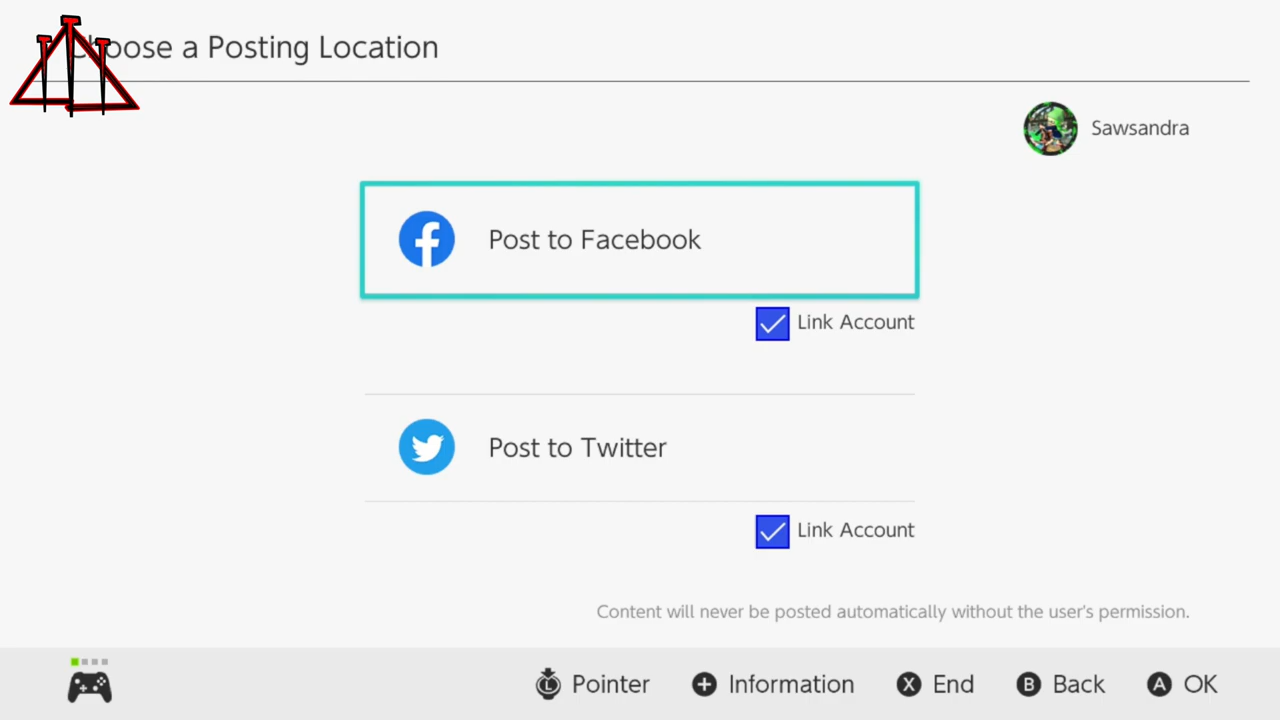 Choose a Posting Location
Sawsandra
Post to Facebook
Link Account
Post to Twitter
Link Account
Content will never be posted automatically without the user's permission.
L Pointer + Information X End B Back A OK